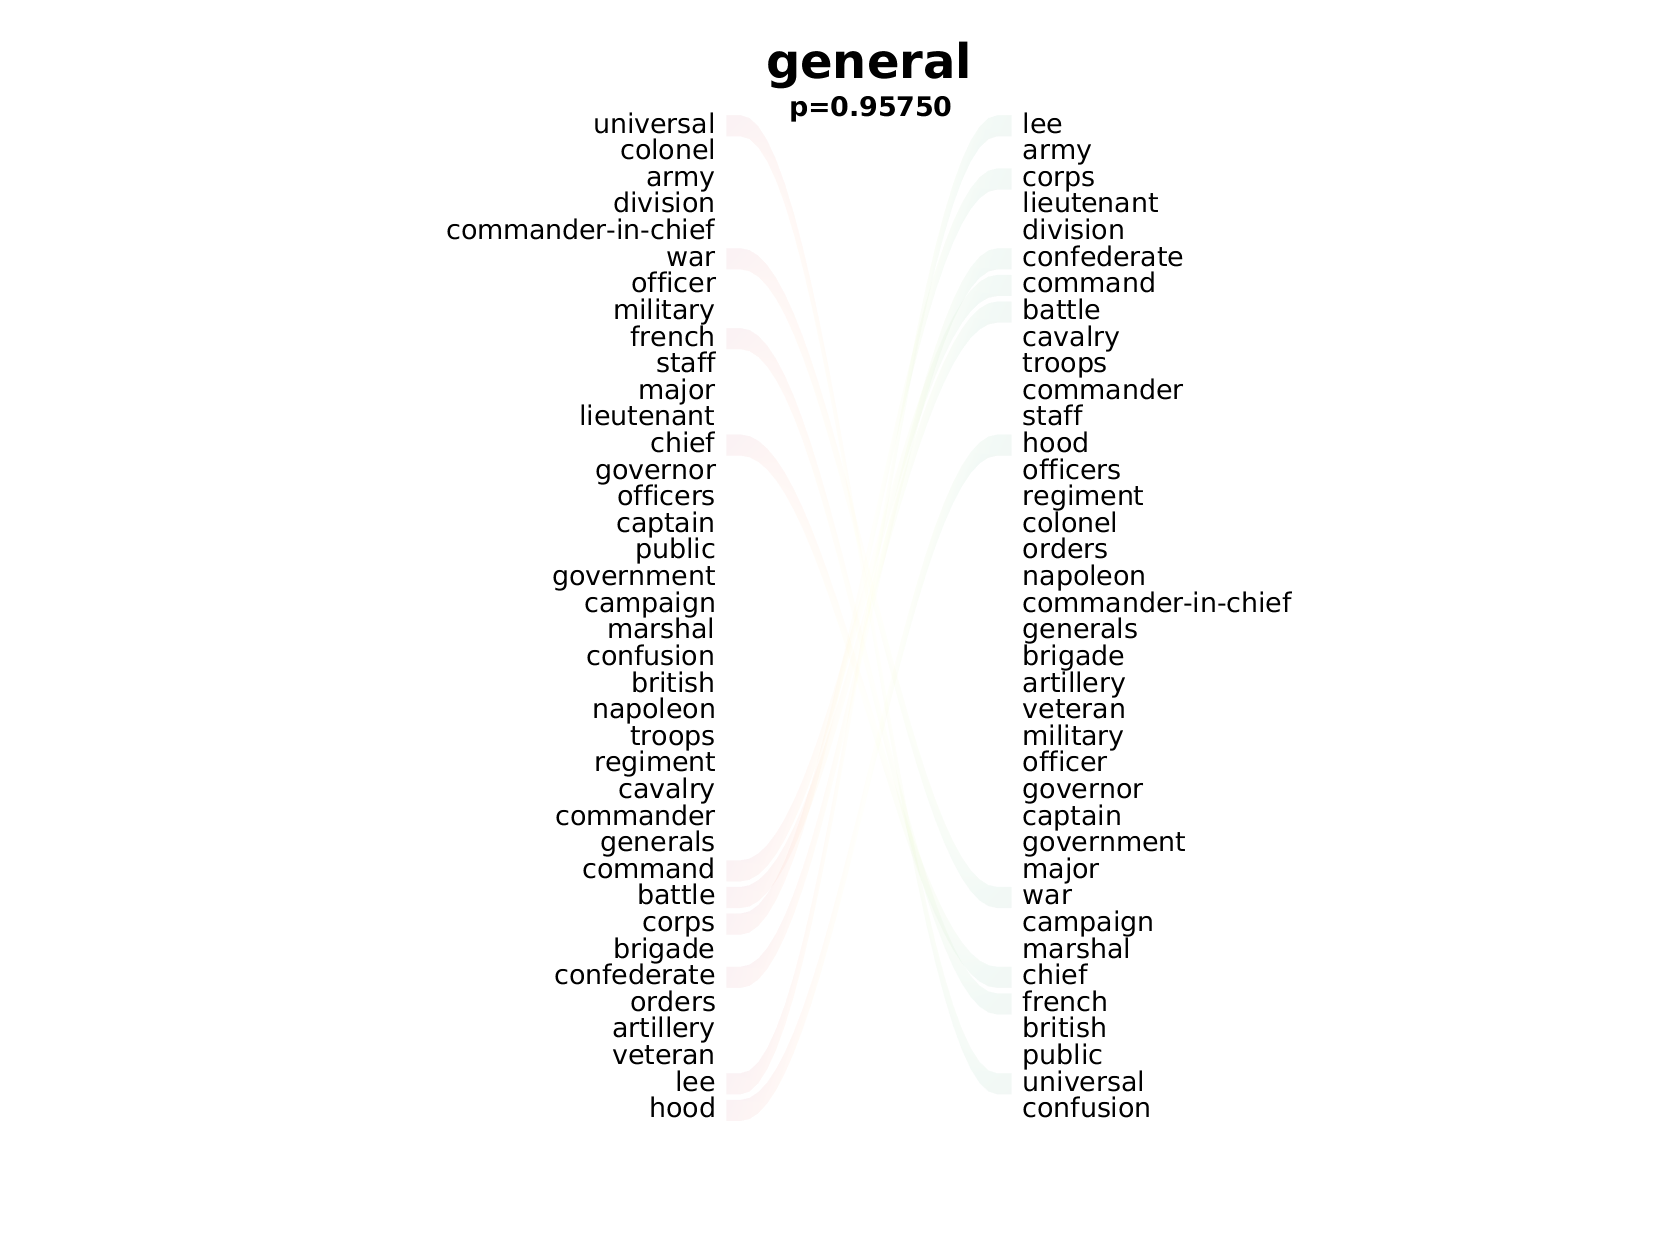 general
p=0.95750
universal lee
colonel army
army corps
division lieutenant
commander-in-chief division
war confederate
officer command
military battle
french cavalry
staff troops
major commander
lieutenant staff
chief hood
governor officers
officers regiment
captain colonel
public orders
government napoleon
campaign commander-in-chief
marshal generals
confusion brigade
british artillery
napoleon veteran
troops military
regiment officer
cavalry governor
commander captain
generals government
command major
battle war
corps campaign
brigade marshal
confederate chief
orders french
artillery british
veteran public
lee universal
hood confusion